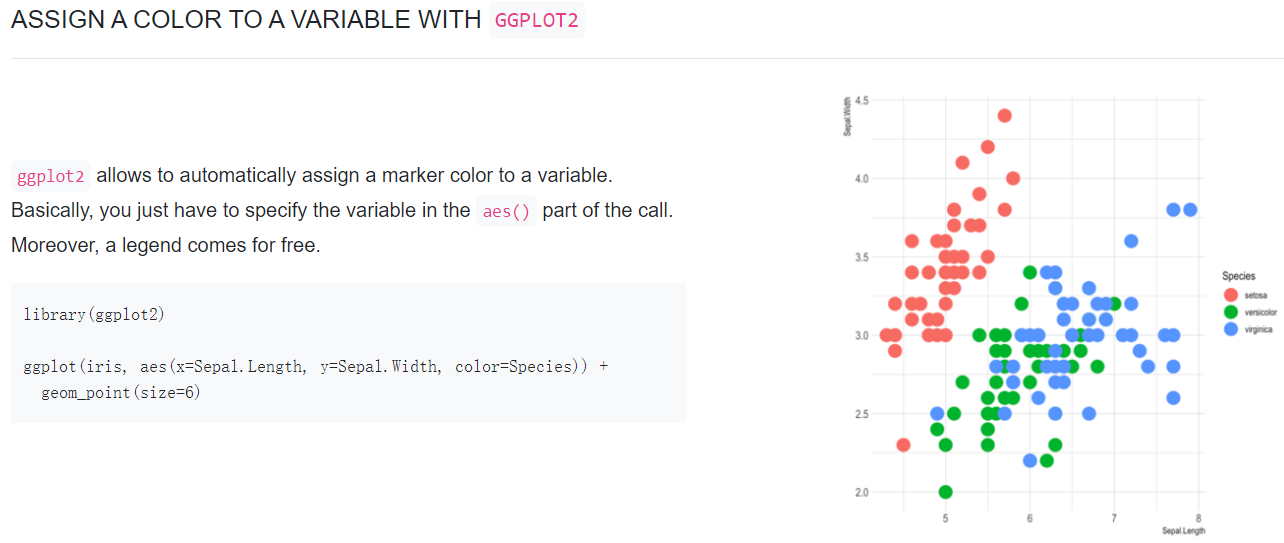 ASSIGN A COLOR TO A VARIABLE WITH GGPLOT2
ggplot2 allows to automatically assign a marker color to a variable.
Basically, you just have to specify the variable in the aes() part of the call.
Moreover, a legend comes for free.
library(ggplot2)
ggplot(iris, aes(x=Sepal.Length, y=Sepal.Width, color=Species)) +
geom_point(size=6)
Sepal.Width
4.5
4.0
3.5
3.0
2.5
2.0
5 6 7 8
Sepal.Length
Species
setosa
versicolor
virginica